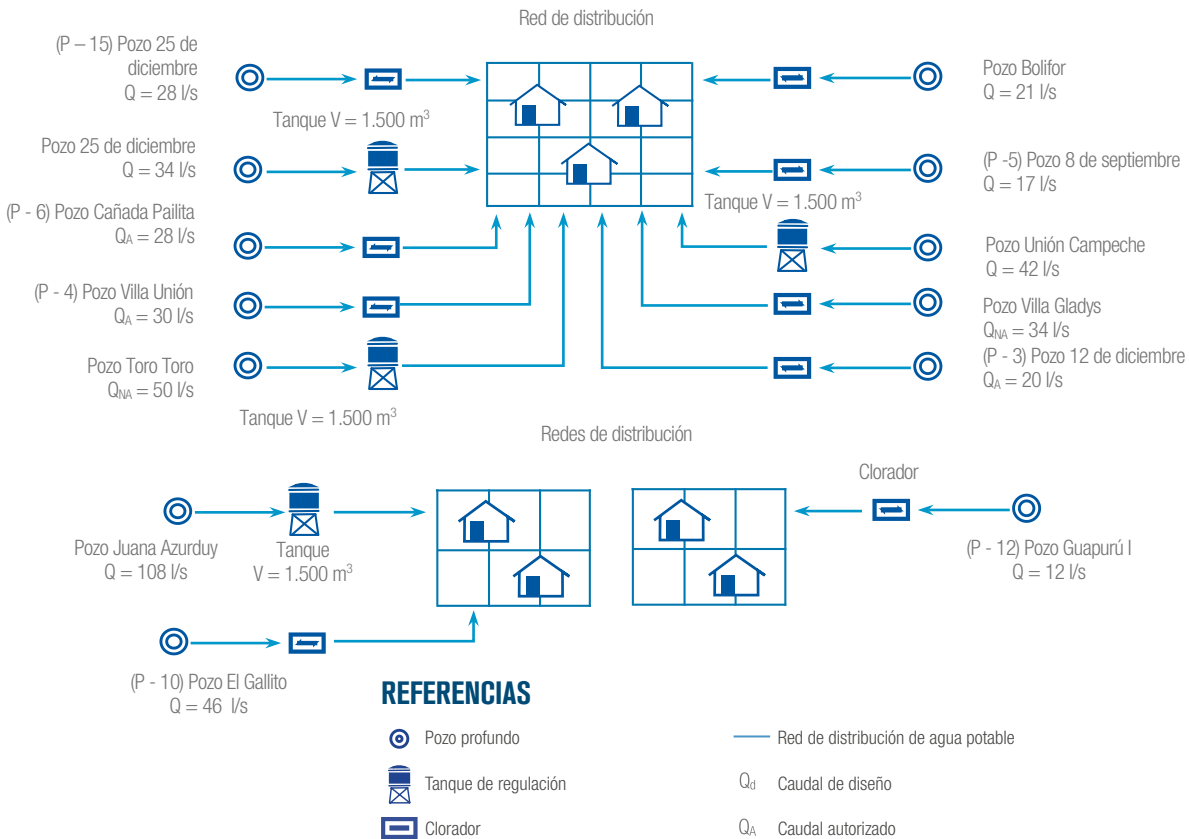 Red de distribución
(P – 15) Pozo 25 de
diciembre
Q = 28 l/s
Tanque V = 1.500 m³
Pozo 25 de diciembre
Q = 34 l/s
(P - 6) Pozo Cañada Pailita
QA = 28 l/s
(P - 4) Pozo Villa Unión
QA = 30 l/s
Pozo Toro Toro
QNA = 50 l/s
Tanque V = 1.500 m³
Pozo Bolifor
Q = 21 l/s
(P -5) Pozo 8 de septiembre
Q = 17 l/s
Tanque V = 1.500 m³
Pozo Unión Campeche
Q = 42 l/s
Pozo Villa Gladys
QNA = 34 l/s
(P - 3) Pozo 12 de diciembre
QA = 20 l/s
Redes de distribución
Pozo Juana Azurduy
Q = 108 l/s
Tanque
V = 1.500 m³
Clorador
(P - 12) Pozo Guapurú I
Q = 12 l/s
(P - 10) Pozo El Gallito
Q = 46 l/s
REFERENCIAS
Pozo profundo
Red de distribución de agua potable
Tanque de regulación
Qd Caudal de diseño
Clorador
QA Caudal autorizado